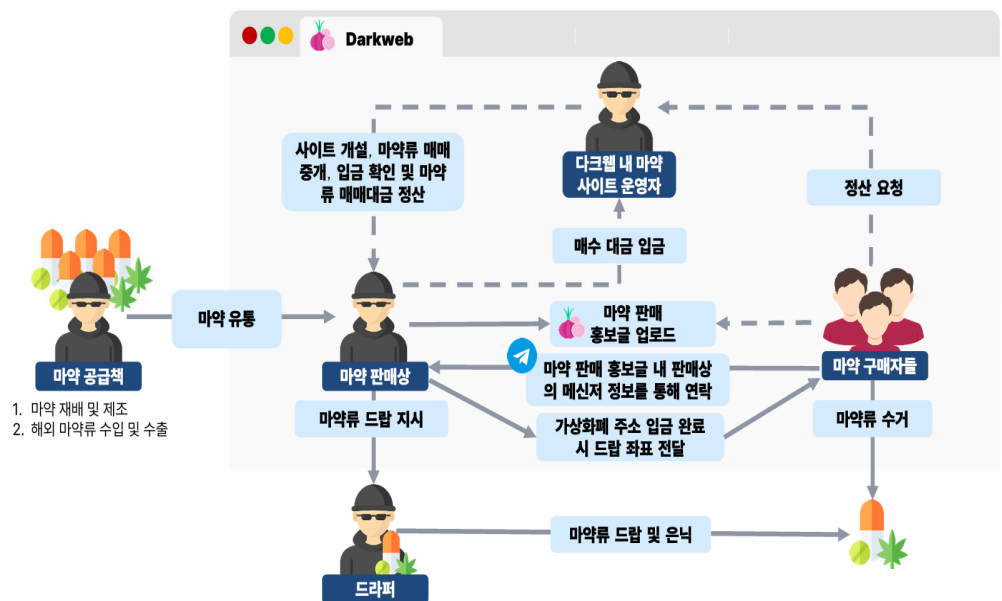 Darkweb
사이트 개설, 마약류 매매
중개, 입금 확인 및 마약
류 매매대금 정산
다크웹 내 마약
사이트 운영자
정산 요청
매수 대금 입금
마약 유통
마약 판매
홍보글 업로드
마약 공급책
1. 마약 재배 및 제조
2. 해외 마약류 수입 및 수출
마약 판매상
마약 판매 홍보글 내 판매상
의 메신저 정보를 통해 연락
마약 구매자들
마약류 드랍 지시
가상화폐 주소 입금 완료
시 드랍 좌표 전달
마약류 수거
마약류 드랍 및 은닉
드라퍼